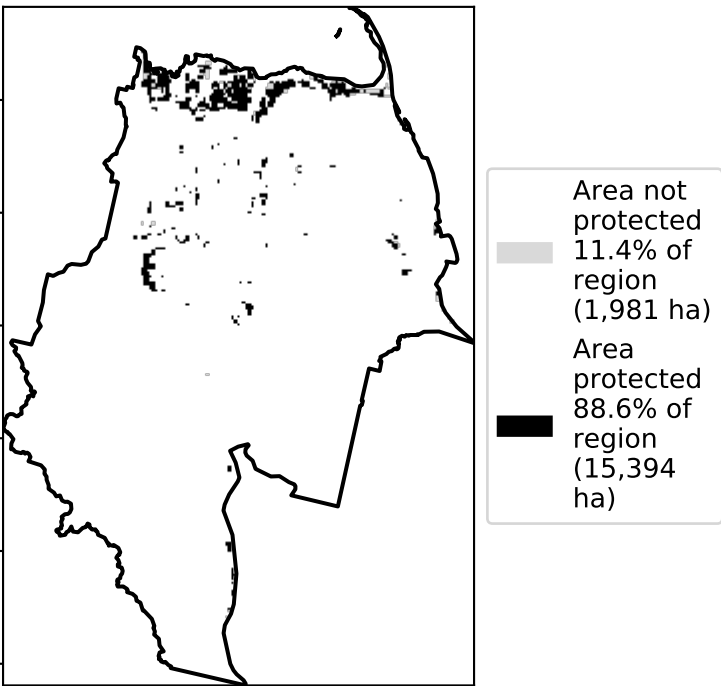 Area not
protected
11.4% of
region
(1,981 ha)
Area
protected
88.6% of
region
(15,394
ha)